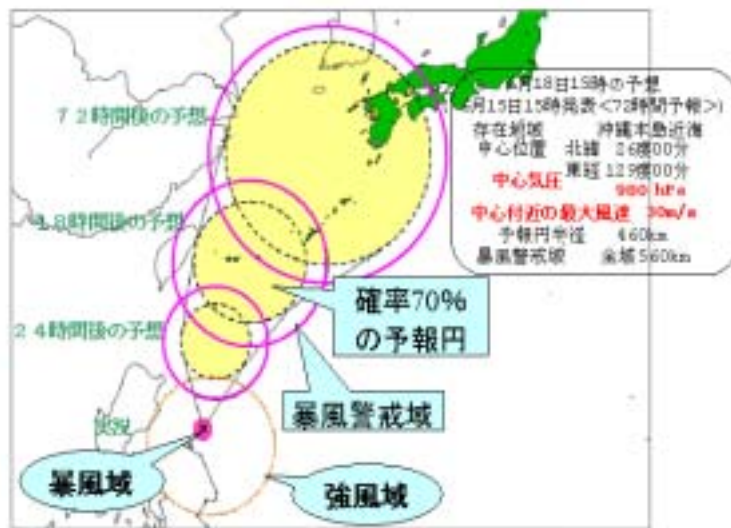 ７２時間後の予想
月18日15時の予想
月15日15時発表<72時間予報>)
存在地域 沖縄本島近海
中心位置 北緯 26度00分
東経 129度00分
中心気圧 980 hPa
中心付近の最大風速 30m/s
予報円半径 460km
暴風警戒域 全域 560km
４８時間後の予想
２４時間後の予想
確率70%
の予報円
暴風警戒域
実況
暴風域
強風域